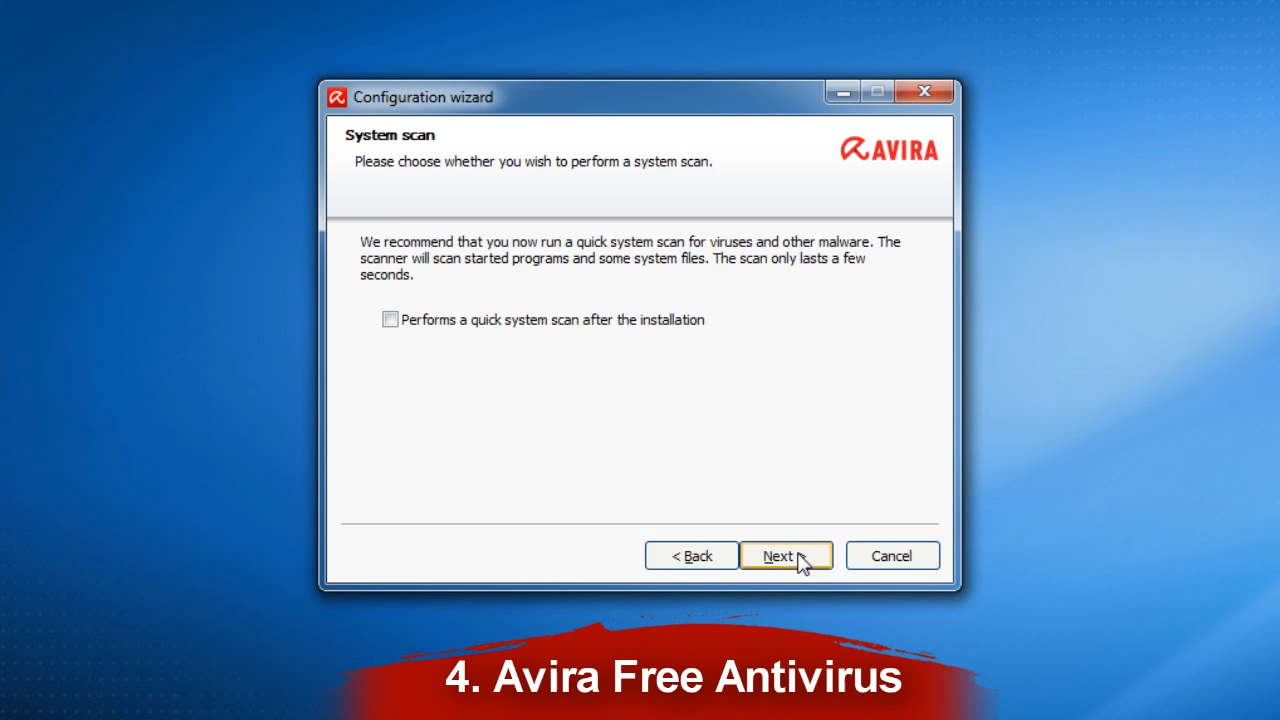 Configuration wizard
System scan
Please choose whether you wish to perform a system scan.
AVIRA
We recommend that you now run a quick system scan for viruses and other malware. The
scanner will scan started programs and some system files. The scan only lasts a few
seconds.
Performs a quick system scan after the installation
< Back
Next >
Cancel
4. Avira Free Antivirus